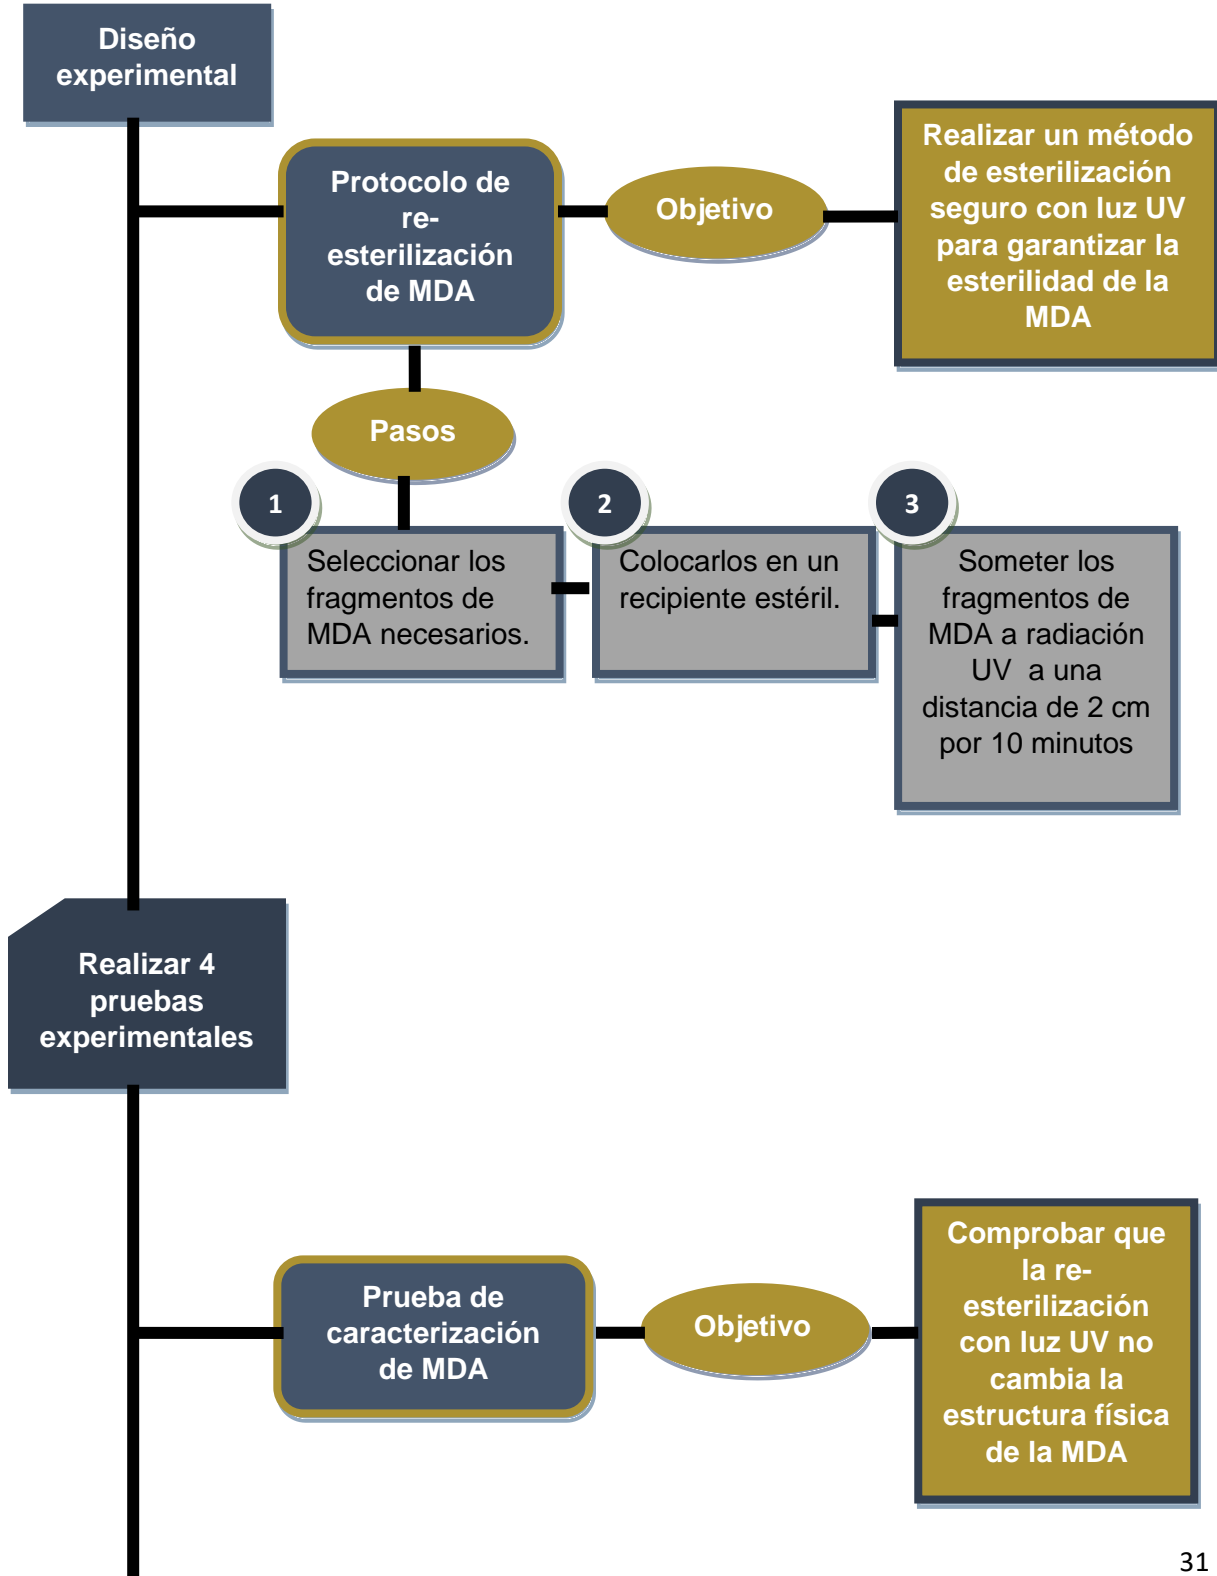 Diseño
experimental
Protocolo de
re-
esterilización
de MDA
Objetivo
Realizar un método
de esterilización
seguro con luz UV
para garantizar la
esterilidad de la
MDA
Pasos
1
Seleccionar los
fragmentos de
MDA necesarios.
2
Colocarlos en un
recipiente estéril.
3
Someter los
fragmentos de
MDA a radiación
UV a una
distancia de 2 cm
por 10 minutos
Realizar 4
pruebas
experimentales
Prueba de
caracterización
de MDA
Objetivo
Comprobar que
la re-
esterilización
con luz UV no
cambia la
estructura física
de la MDA
31